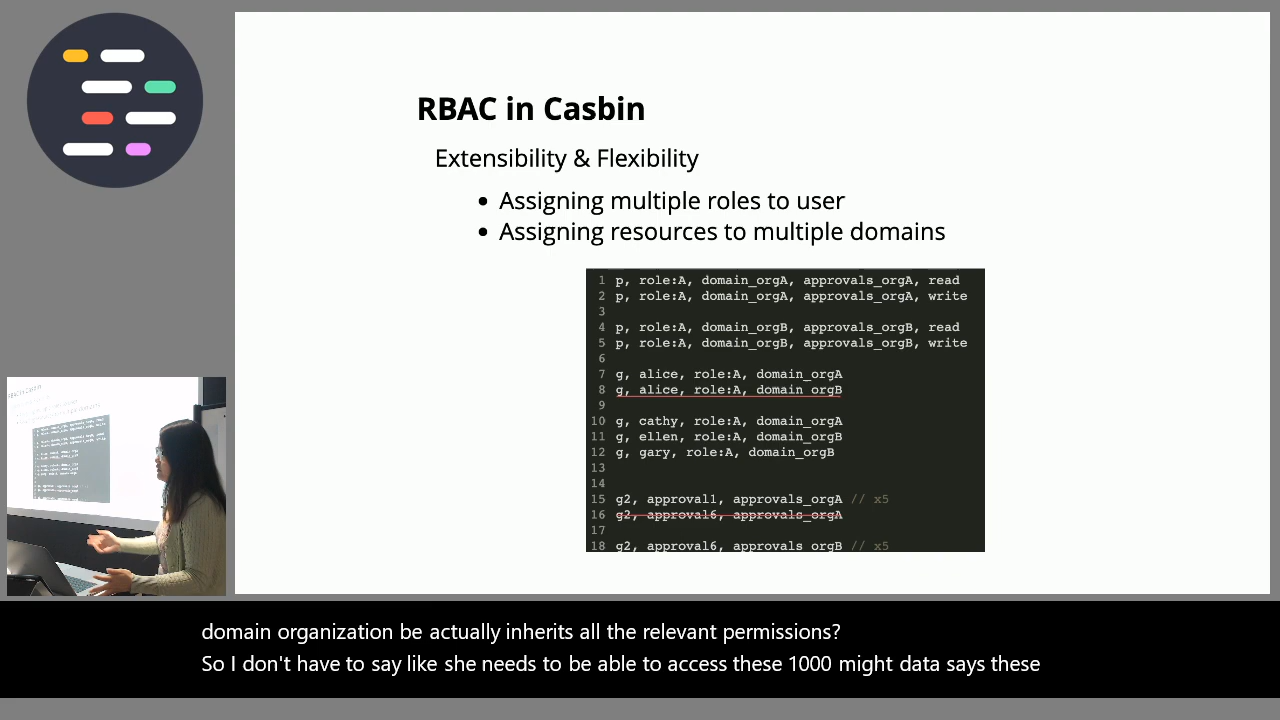 RBAC in Casbin
Extensibility & Flexibility
• Assigning multiple roles to user
• Assigning resources to multiple domains
1 p, role:A, domain_orgA, approvals_orgA, read
2 p, role:A, domain_orgA, approvals_orgA, write
3
4 p, role:A, domain_orgB, approvals_orgB, read
5 p, role:A, domain_orgB, approvals_orgB, write
6
7 g, alice, role:A, domain_orgA
8 g, alice, role:A, domain_orgB
9
10 g, cathy, role:A, domain_orgA
11 g, ellen, role:A, domain_orgB
12 g, gary, role:A, domain_orgB
13
14
15 g2, approval1, approvals_orgA // x5
16 g2, approval6, approvals_orgA
17
18 g2, approval6, approvals_orgB // x5
domain organization be actually inherits all the relevant permissions?
So I don't have to say like she needs to be able to access these 1000 might data says these